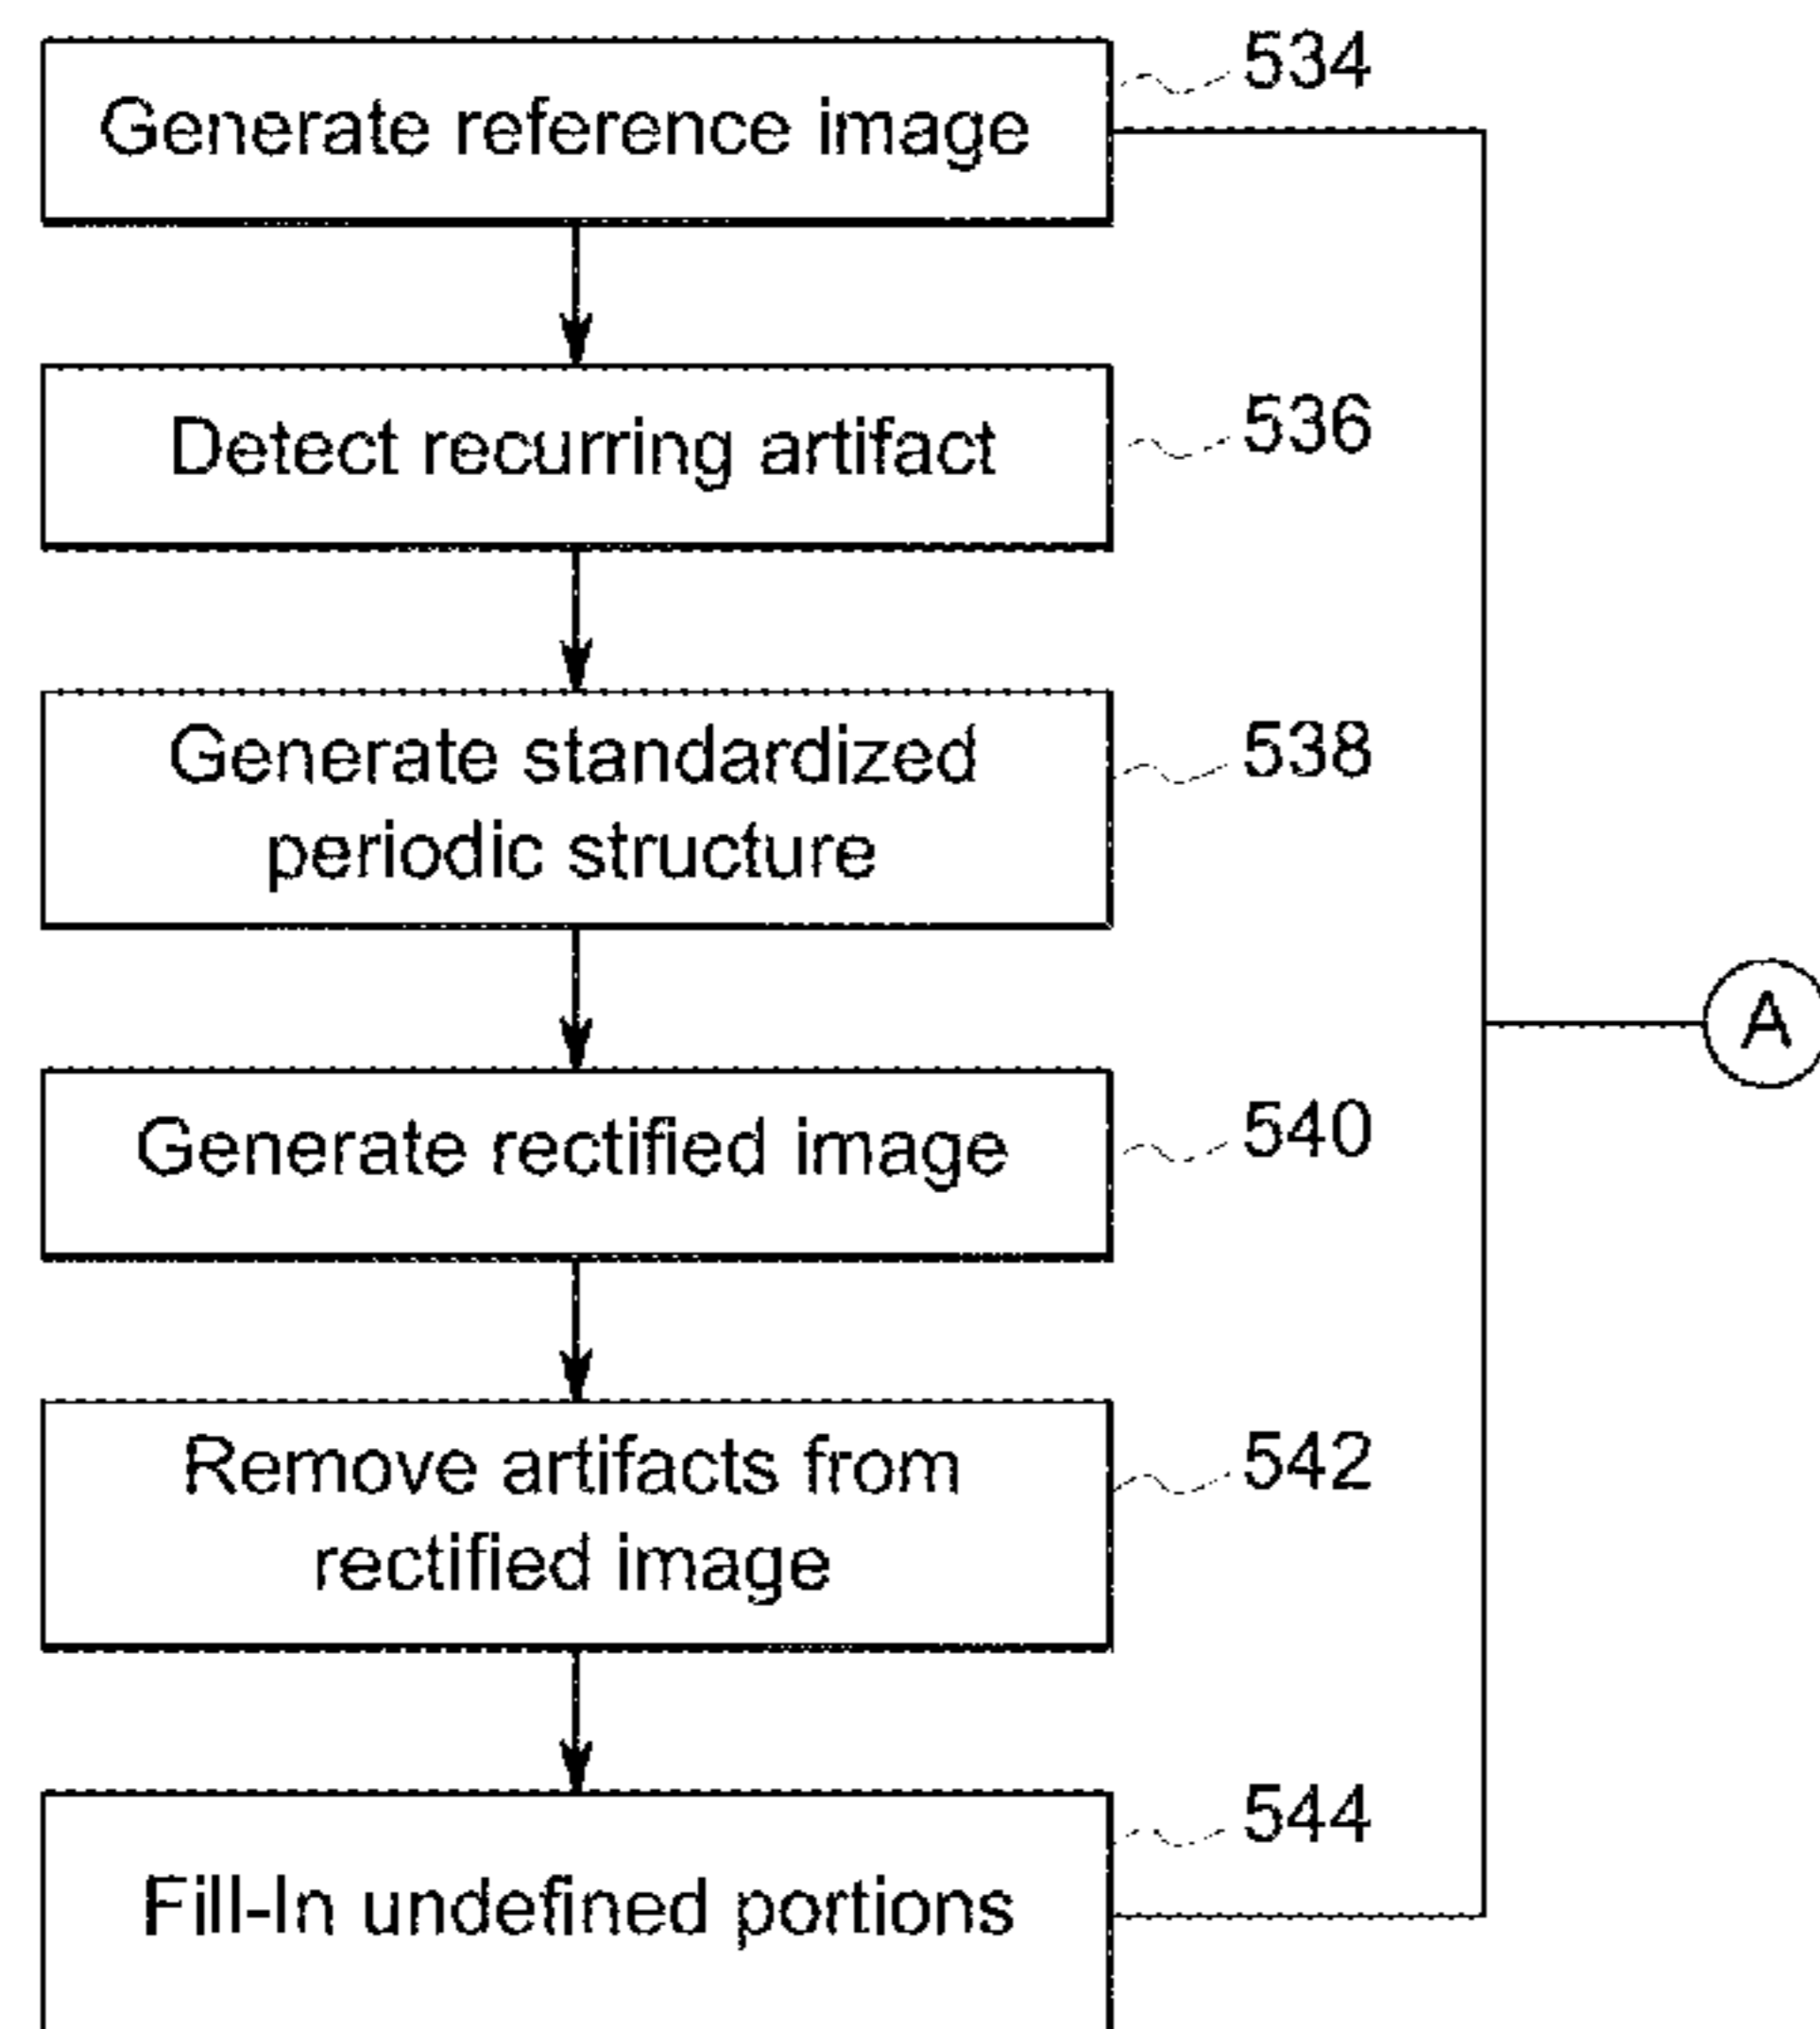 Generate reference image
534
Detect recurring artifact
536
Generate standardized
periodic structure
538
A
Generate rectified image
540
Remove artifacts from
rectified image
542
Fill-In undefined portions
544